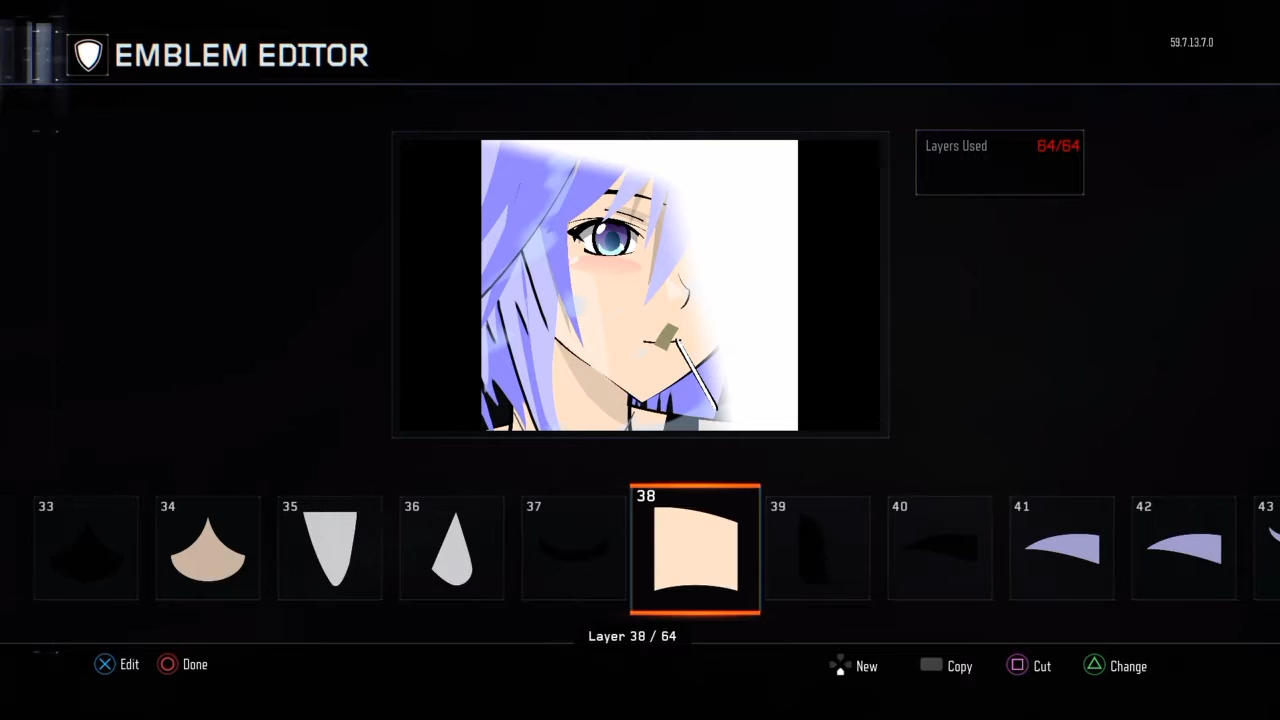 EMBLEM EDITOR
59.7.13.7.0
Layers Used 64/64
33 34 35 36 37 38 39 40 41 42 43
Layer 38 / 64
Edit Done New Copy Cut Change